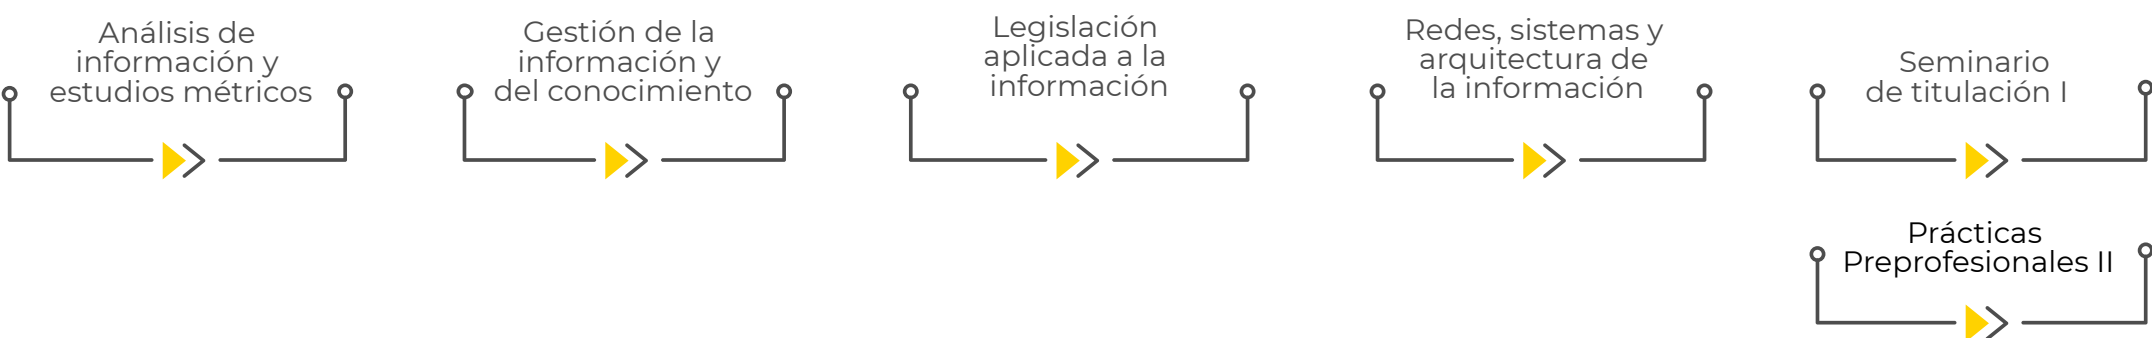 Análisis de
información y
estudios métricos
Gestión de la
información y
del conocimiento
Legislación
aplicada a la
información
Redes, sistemas y
arquitectura de
la información
Seminario
de titulación I
Prácticas
Preprofesionales II